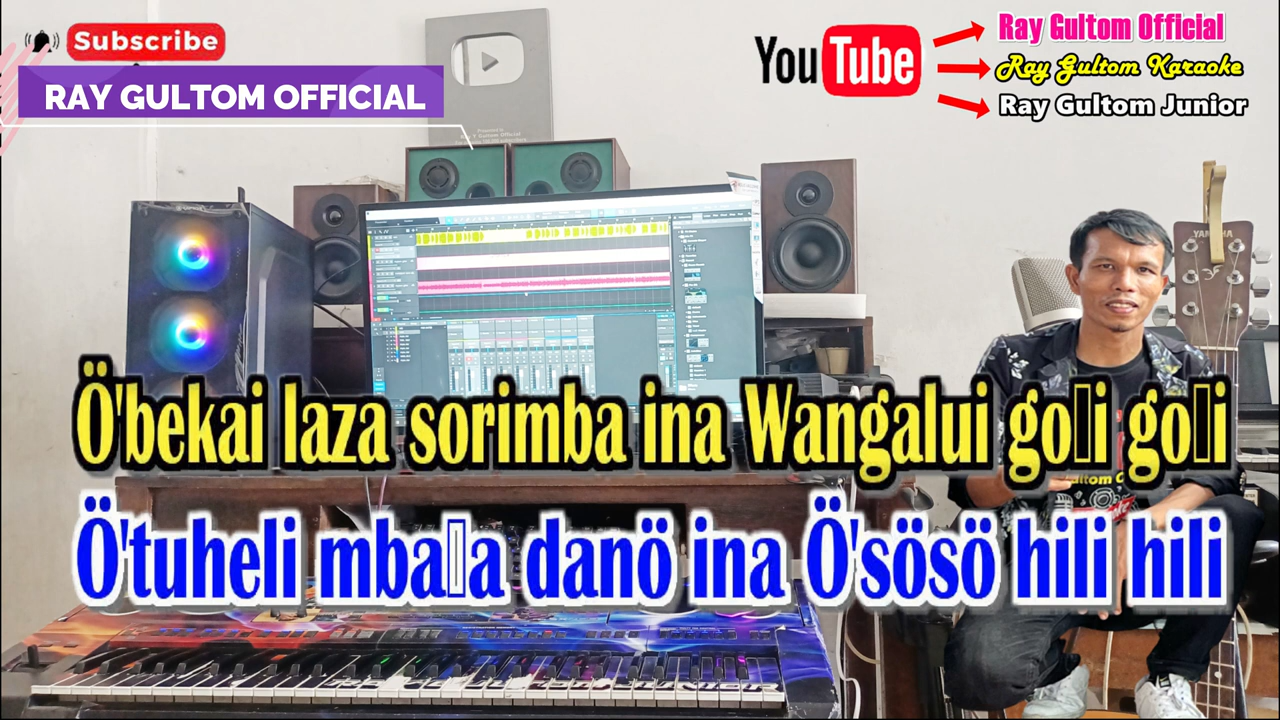 Subscribe
RAY GULTOM OFFICIAL
YouTube
Ray Gultom Official
Ray Gultom Karaoke
Ray Gultom Junior
YAMAHA
Ö'bekai laza sorimba ina Wangalui go▯i go▯i
Ö'tuheli mba▯a danö ina Ö'sösö hili hili